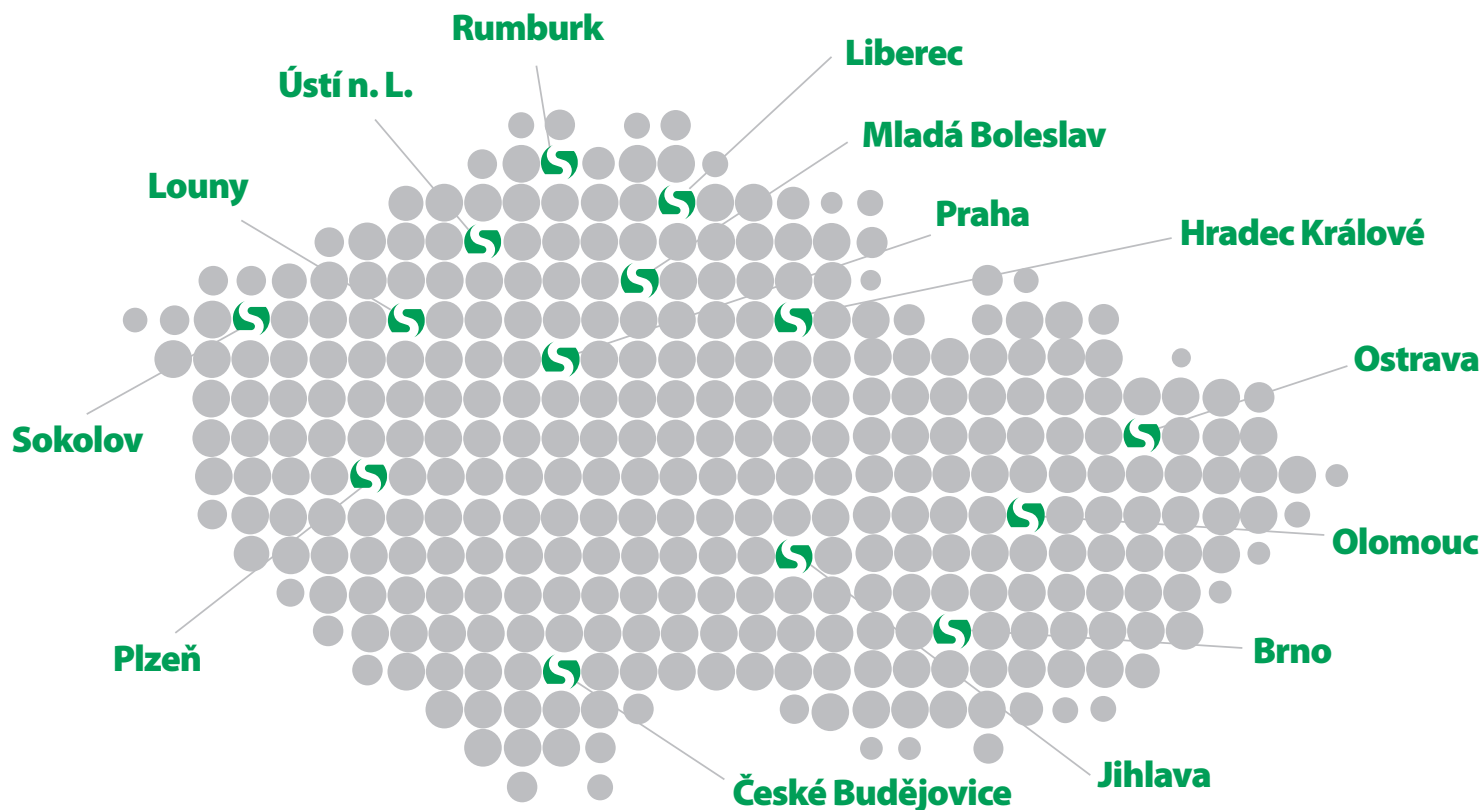 Rumburk
Liberec
Ústí n. L.
Mladá Boleslav
Louny
Praha
Hradec Králové
Ostrava
Sokolov
Olomouc
Plzeň
Brno
Jihlava
České Budějovice